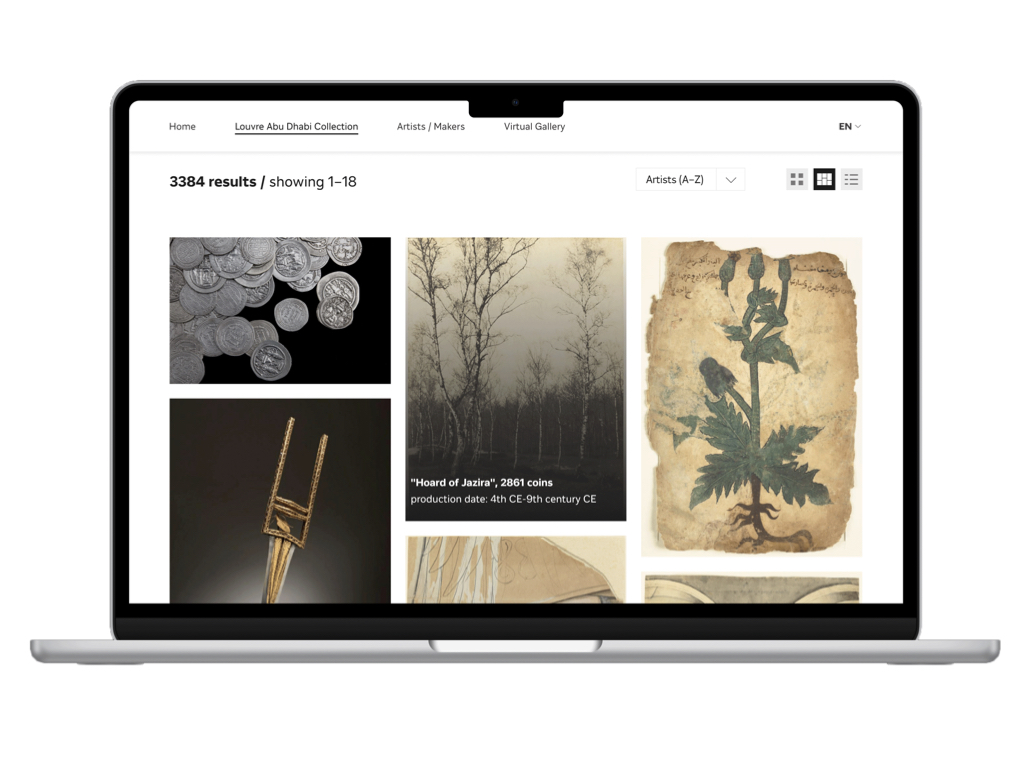 Home Louvre Abu Dhabi Collection Artists / Makers Virtual Gallery EN
3384 results / showing 1–18
Artists (A–Z)
"Hoard of Jazira", 2861 coins
production date: 4th CE-9th century CE